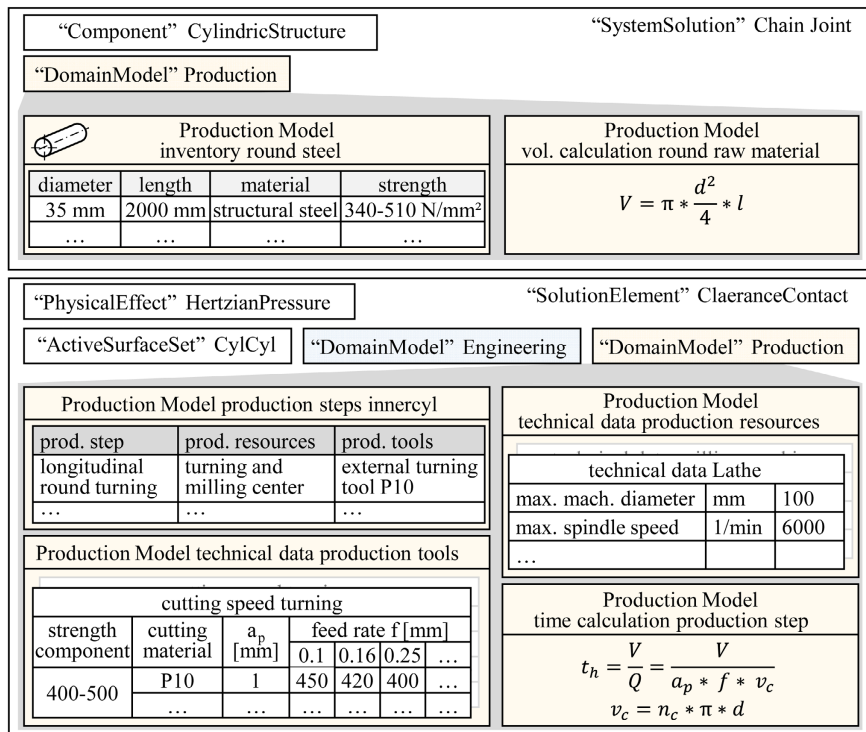 “Component” CylindricStructure
“SystemSolution” Chain Joint
“DomainModel” Production
Production Model
inventory round steel
diameter length material strength
35 mm 2000 mm structural steel 340-510 N/mm²
… … … …
Production Model
vol. calculation round raw material
V = π * d²/4 * l
“PhysicalEffect” HertzianPressure
“SolutionElement” ClaeranceContact
“ActiveSurfaceSet” CylCyl
“DomainModel” Engineering
“DomainModel” Production
Production Model production steps innercyl
prod. step prod. resources prod. tools
longitudinal turning and external turning
round turning milling center tool P10
… … …
Production Model
technical data production resources
technical data Lathe
max. mach. diameter mm 100
max. spindle speed 1/min 6000
…
Production Model technical data production tools
cutting speed turning
strength cutting aₚ feed rate f [mm]
component material [mm] 0.1 0.16 0.25 …
400-500 P10 1 450 420 400 …
… … … … … …
Production Model
time calculation production step
tₕ = V/Q = V/(aₚ * f * v_c)
v_c = n_c * π * d